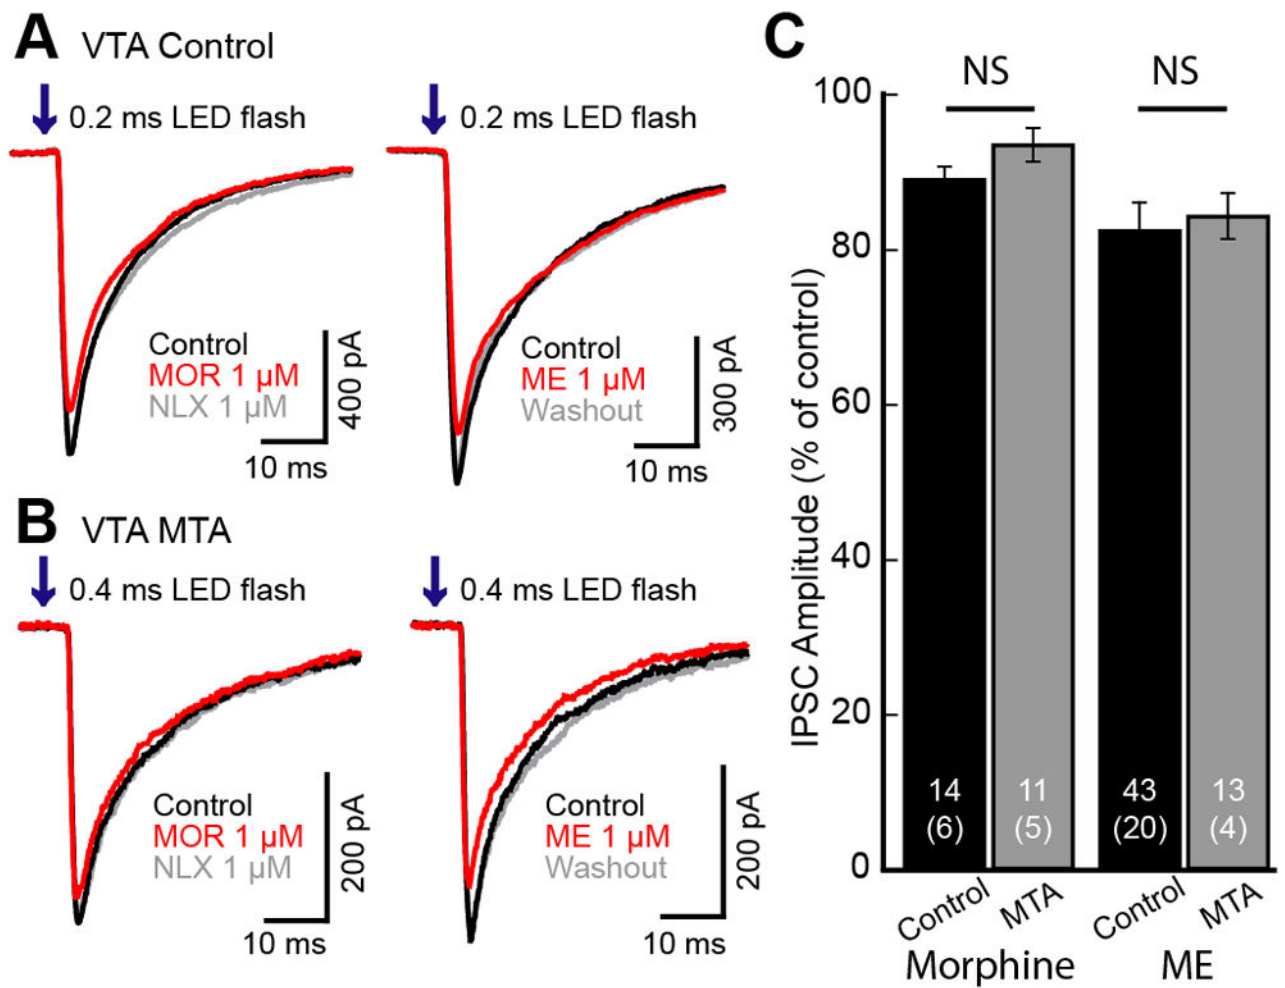 A VTA Control
0.2 ms LED flash
0.2 ms LED flash
Control
MOR 1 µM
NLX 1 µM
400 pA
10 ms
Control
ME 1 µM
Washout
300 pA
10 ms
B VTA MTA
0.4 ms LED flash
0.4 ms LED flash
Control
MOR 1 µM
NLX 1 µM
200 pA
10 ms
Control
ME 1 µM
Washout
200 pA
10 ms
C
NS NS
IPSC Amplitude (% of control)
100
80
60
40
20
0
14 11 43 13
(6) (5) (20) (4)
Control MTA Control MTA
Morphine ME